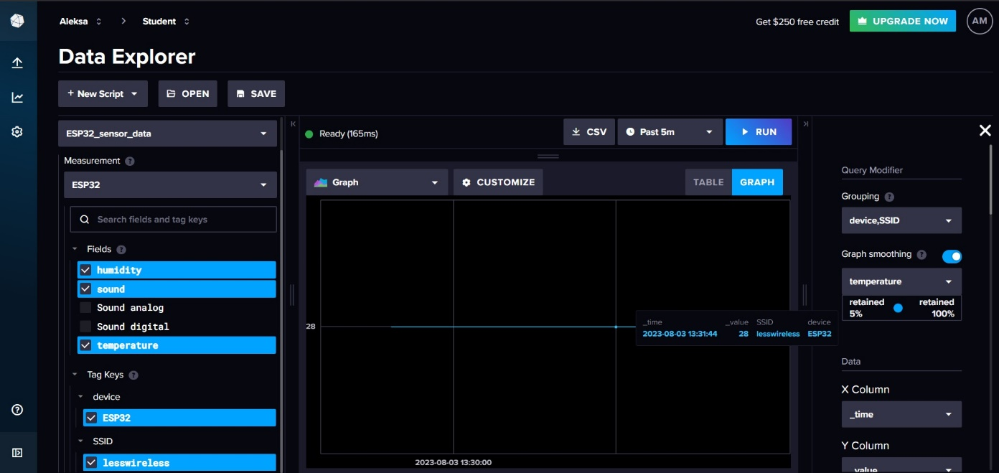 Aleksa > Student
Get $250 free credit
UPGRADE NOW
AM
Data Explorer
+ New Script
OPEN
SAVE
ESP32_sensor_data
Measurement ?
ESP32
Search fields and tag keys
Fields ?
humidity
sound
Sound analog
Sound digital
temperature
Tag Keys ?
device
ESP32
SSID
lesswireless
Ready (165ms)
CSV
Past 5m
RUN
Graph
CUSTOMIZE
TABLE
GRAPH
28
2023-08-03 13:30:00
_time _value SSID device
2023-08-03 13:31:44 28 lesswireless ESP32
Query Modifier
Grouping ?
device,SSID
Graph smoothing ?
temperature
retained 5%
retained 100%
Data
X Column
_time
Y Column
_value